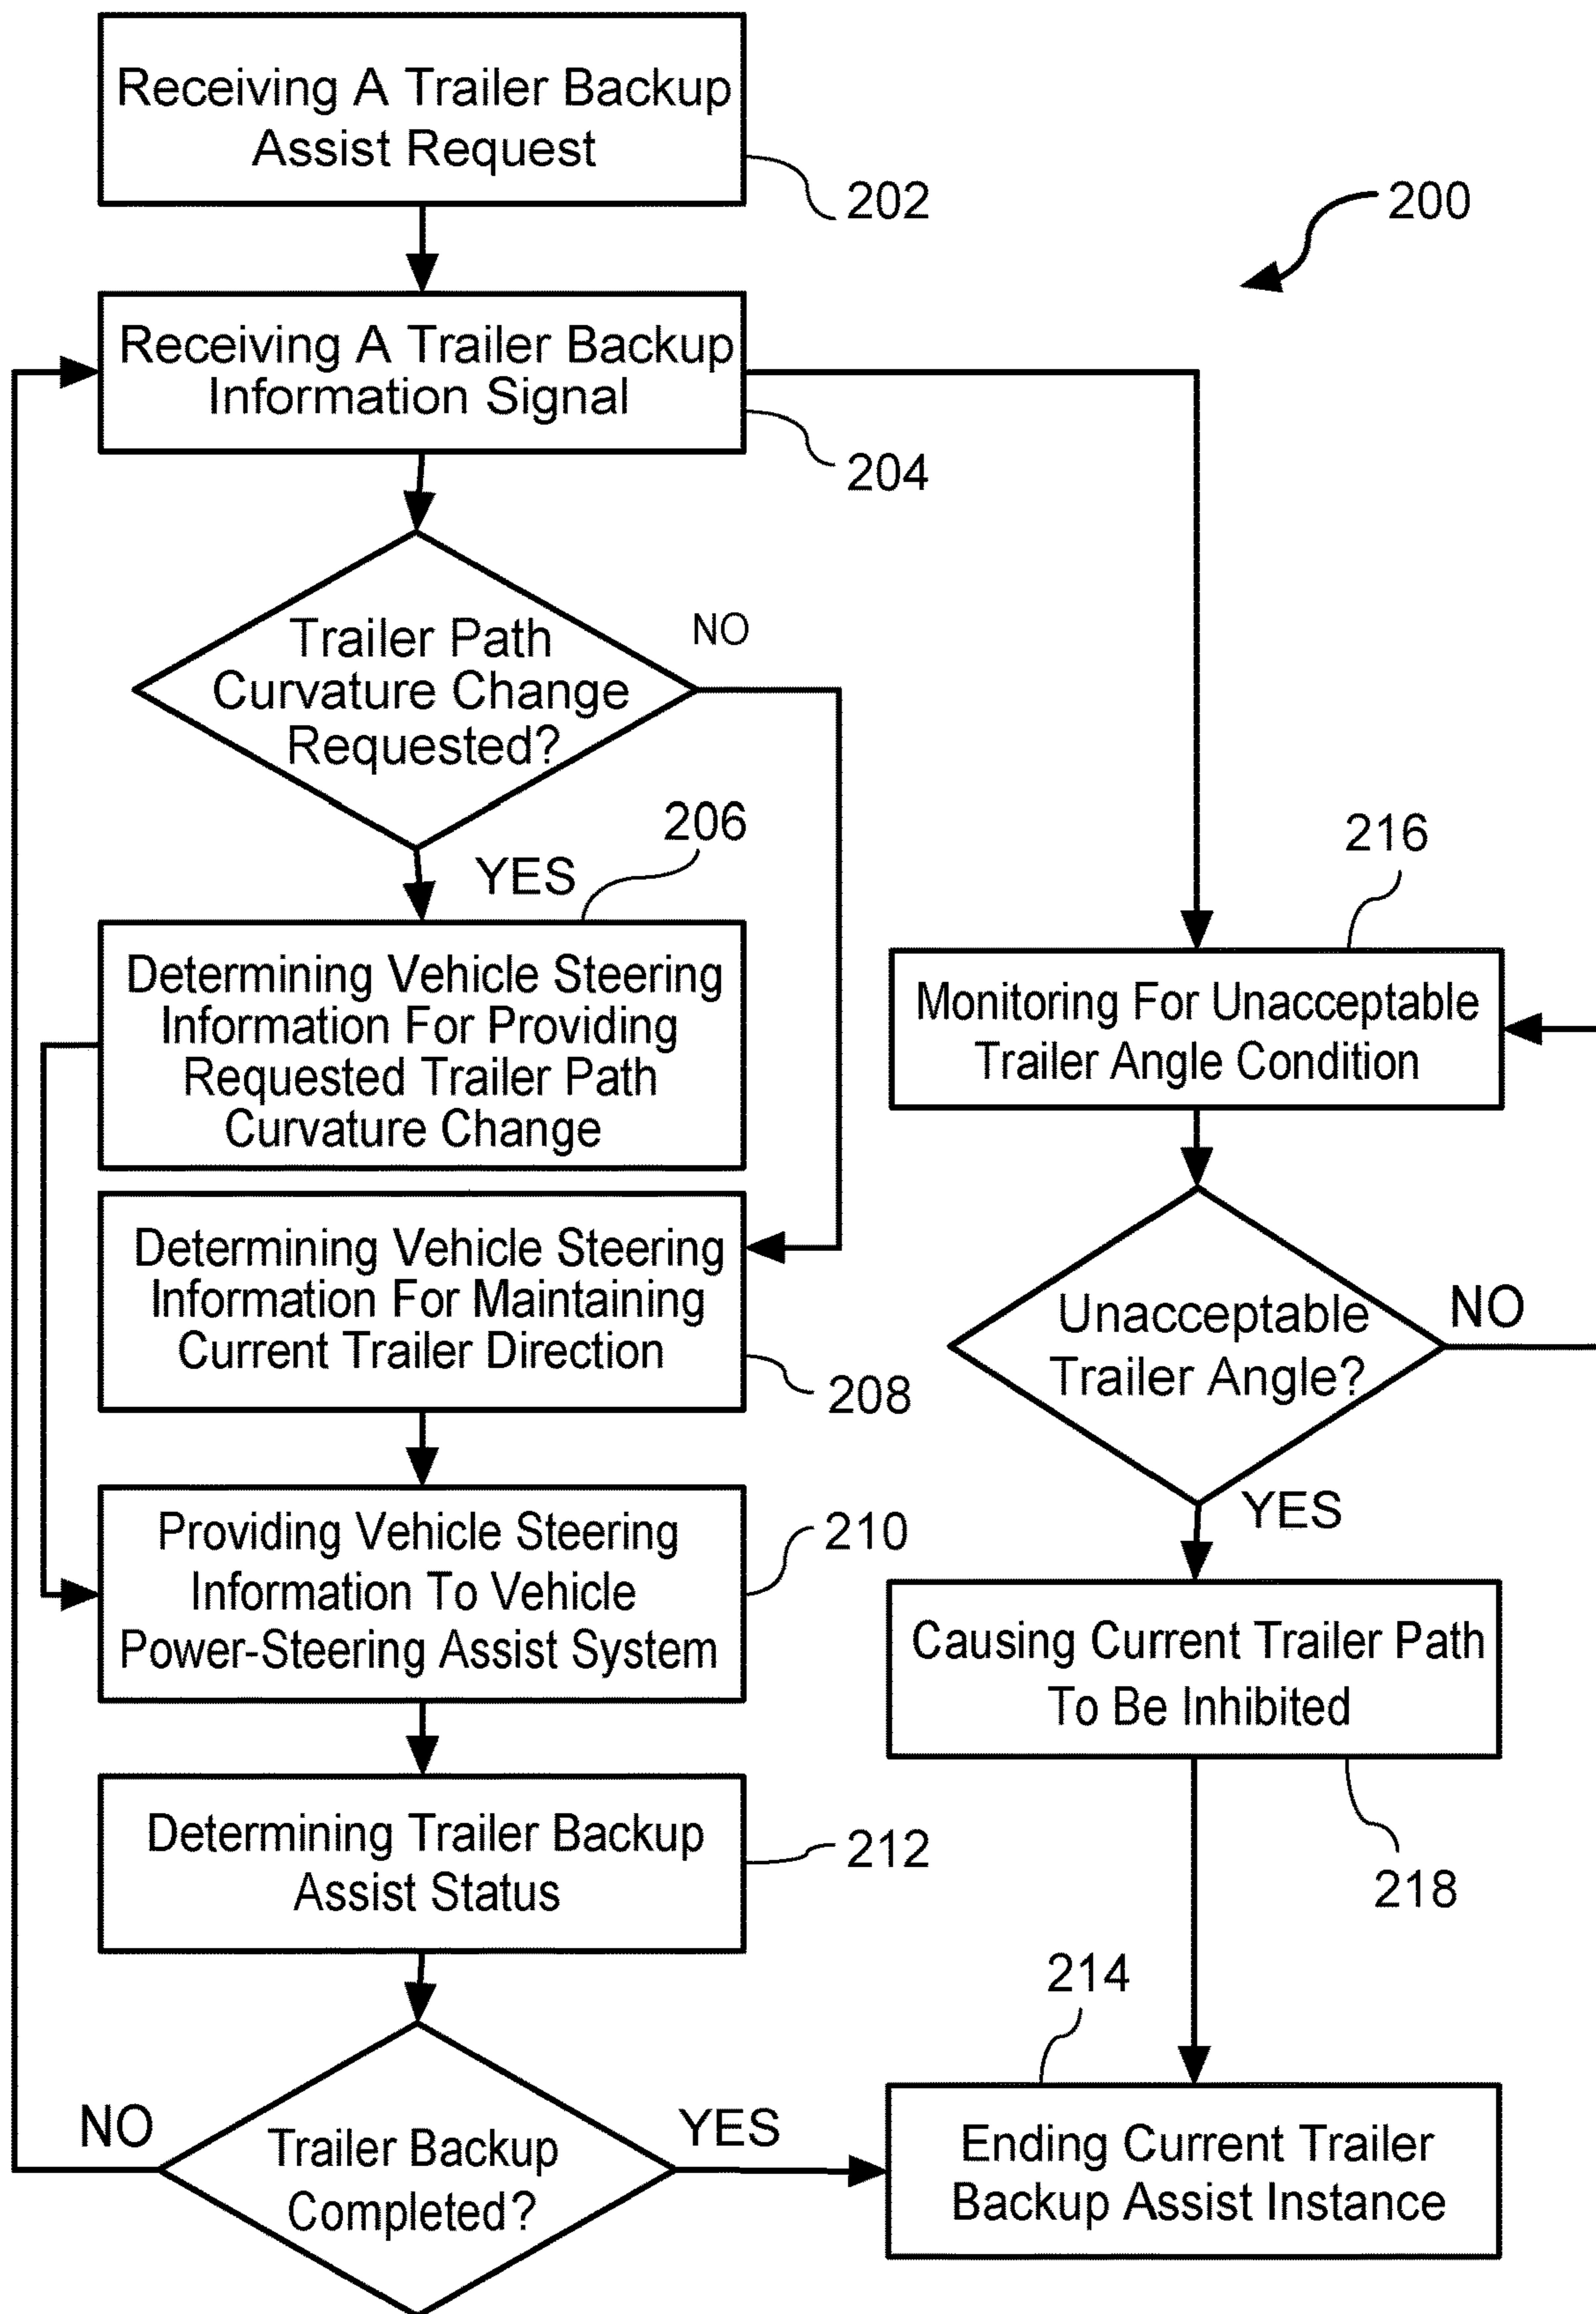 Receiving A Trailer Backup
Assist Request
202
200
Receiving A Trailer Backup
Information Signal
204
Trailer Path
Curvature Change
Requested?
NO
YES
206
Determining Vehicle Steering
Information For Providing
Requested Trailer Path
Curvature Change
Determining Vehicle Steering
Information For Maintaining
Current Trailer Direction
208
Providing Vehicle Steering
Information To Vehicle
Power-Steering Assist System
210
Determining Trailer Backup
Assist Status
212
Trailer Backup
Completed?
NO
YES
216
Monitoring For Unacceptable
Trailer Angle Condition
Unacceptable
Trailer Angle?
NO
YES
Causing Current Trailer Path
To Be Inhibited
218
214
Ending Current Trailer
Backup Assist Instance